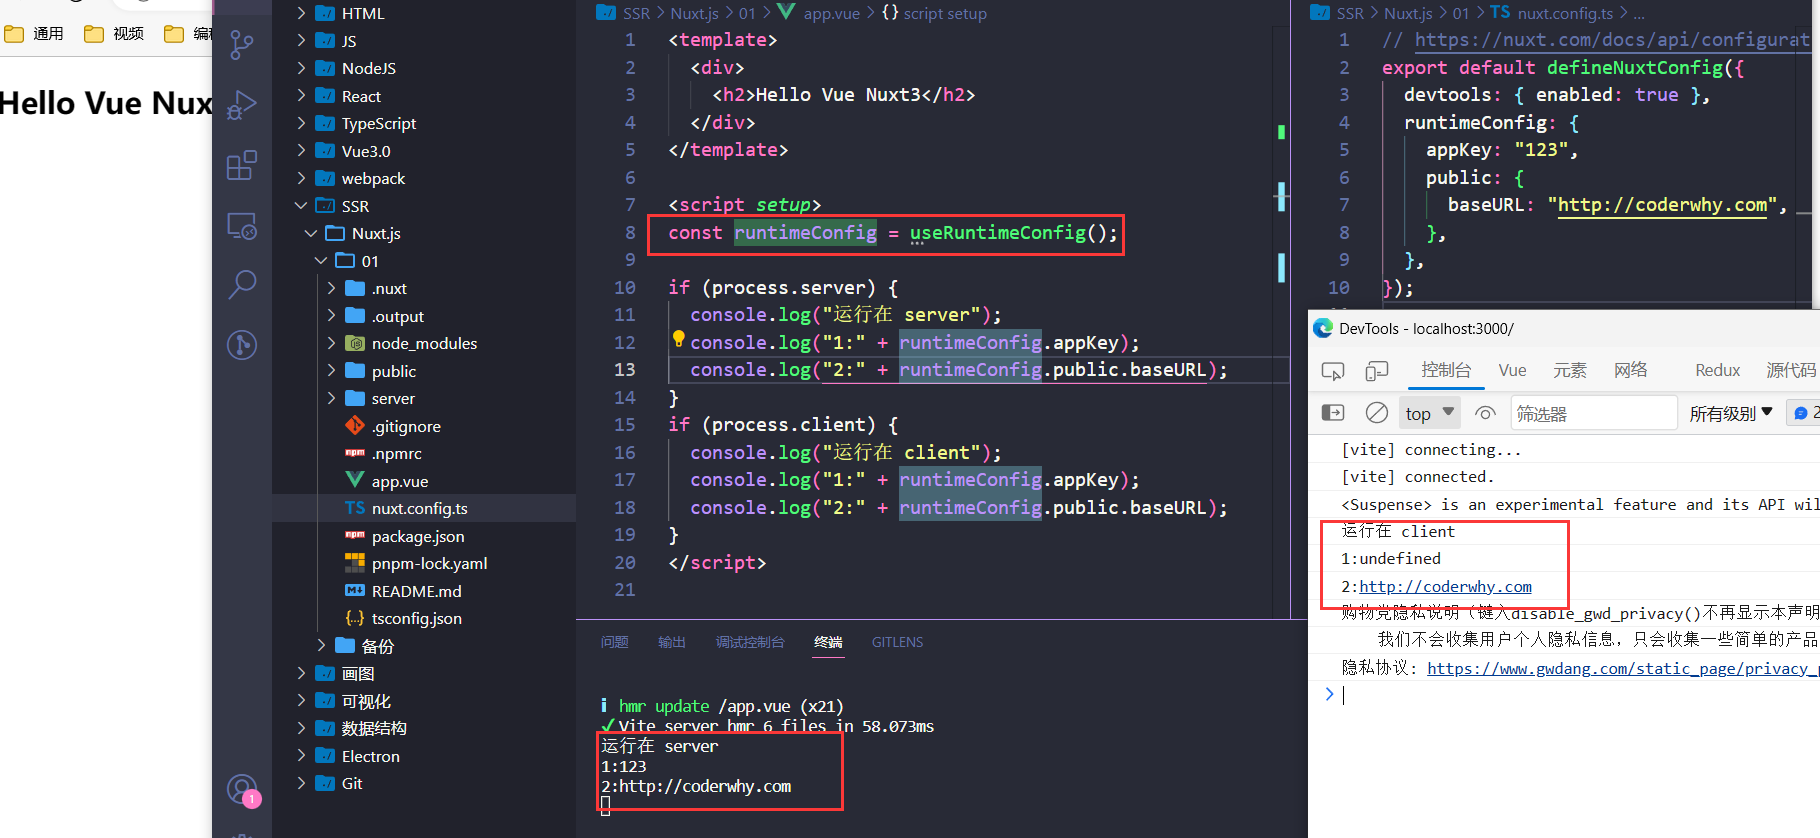 通用
视频
Hello Vue Nux
HTML
JS
NodeJS
React
TypeScript
Vue3.0
webpack
SSR
Nuxt.js
01
.nuxt
.output
node_modules
public
server
.gitignore
.npmrc
app.vue
nuxt.config.ts
package.json
pnpm-lock.yaml
README.md
tsconfig.json
备份
画图
可视化
数据结构
Electron
Git
1
SSR > Nuxt.js > 01 > app.vue > {} script setup
1 <template>
2 <div>
3 <h2>Hello Vue Nuxt3</h2>
4 </div>
5 </template>
6
7 <script setup>
8 const runtimeConfig = useRuntimeConfig();
9
10 if (process.server) {
11 console.log("运行在 server");
12 console.log("1:" + runtimeConfig.appKey);
13 console.log("2:" + runtimeConfig.public.baseURL);
14 }
15 if (process.client) {
16 console.log("运行在 client");
17 console.log("1:" + runtimeConfig.appKey);
18 console.log("2:" + runtimeConfig.public.baseURL);
19 }
20 </script>
21
问题 输出 调试控制台 终端 GITLENS
i hmr update /app.vue (x21)
✓Vite server hmr 6 files in 58.073ms
运行在 server
1:123
2:http://coderwhy.com
SSR > Nuxt.js > 01 > TS nuxt.config.ts > ...
1 // https://nuxt.com/docs/api/configurat
2 export default defineNuxtConfig({
3 devtools: { enabled: true },
4 runtimeConfig: {
5 appKey: "123",
6 public: {
7 baseURL: "http://coderwhy.com",
8 },
9 },
10 });
DevTools - localhost:3000/
控制台 Vue 元素 网络 Redux 源代码
top 筛选器 所有级别 2
[vite] connecting...
[vite] connected.
<Suspense> is an experimental feature and its API wil
运行在 client
1:undefined
2:http://coderwhy.com
购物党隐私说明（键入disable_gwd_privacy()不再显示本声明
我们不会收集用户个人隐私信息，只会收集一些简单的产品
隐私协议: https://www.gwdang.com/static_page/privacy_p
>